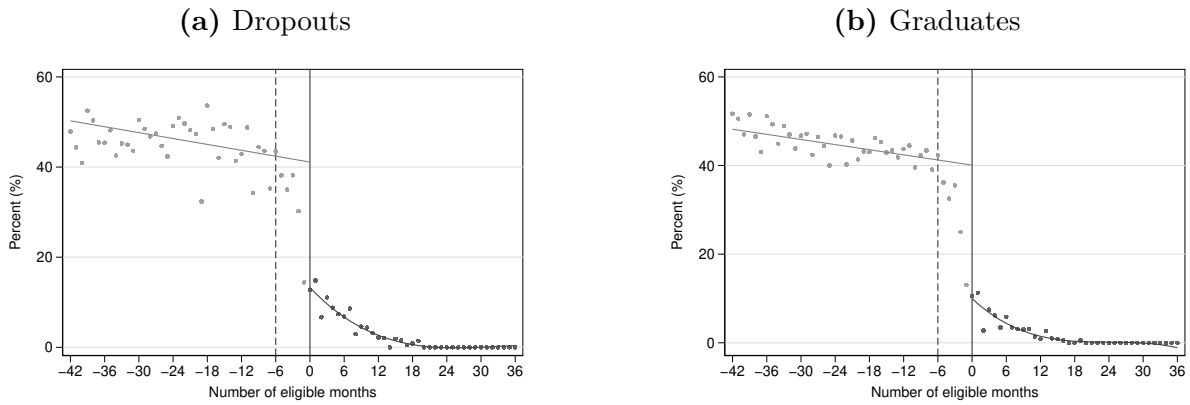 (a) Dropouts
60
40
20
0
Percent (%)
−42 −36 −30 −24 −18 −12 −6 0 6 12 18 24 30 36
Number of eligible months
(b) Graduates
60
40
20
0
Percent (%)
−42 −36 −30 −24 −18 −12 −6 0 6 12 18 24 30 36
Number of eligible months